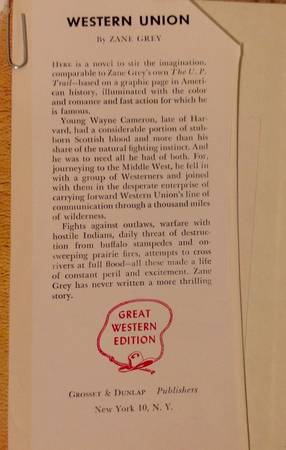 WESTERN UNION
By ZANE GREY
HERE is a novel to stir the imagination,
comparable to Zane Grey's own The U. P.
Trail—based on a graphic page in Ameri-
can history, illuminated with the color
and romance and fast action for which he
is famous.
Young Wayne Cameron, late of Har-
vard, had a considerable portion of stub-
born Scottish blood and more than his
share of the natural fighting instinct. And
he was to need all he had of both. For,
journeying to the Middle West, he fell in
with a group of Westerners and joined
with them in the desperate enterprise of
carrying forward Western Union's line of
communication through a thousand miles
of wilderness.
Fights against outlaws, warfare with
hostile Indians, daily threat of destruc-
tion from buffalo stampedes and on-
sweeping prairie fires, attempts to cross
rivers at full flood—all these made a life
of constant peril and excitement. Zane
Grey has never written a more thrilling
story.
GREAT
WESTERN
EDITION
GROSSET & DUNLAP Publishers
New York 10, N. Y.